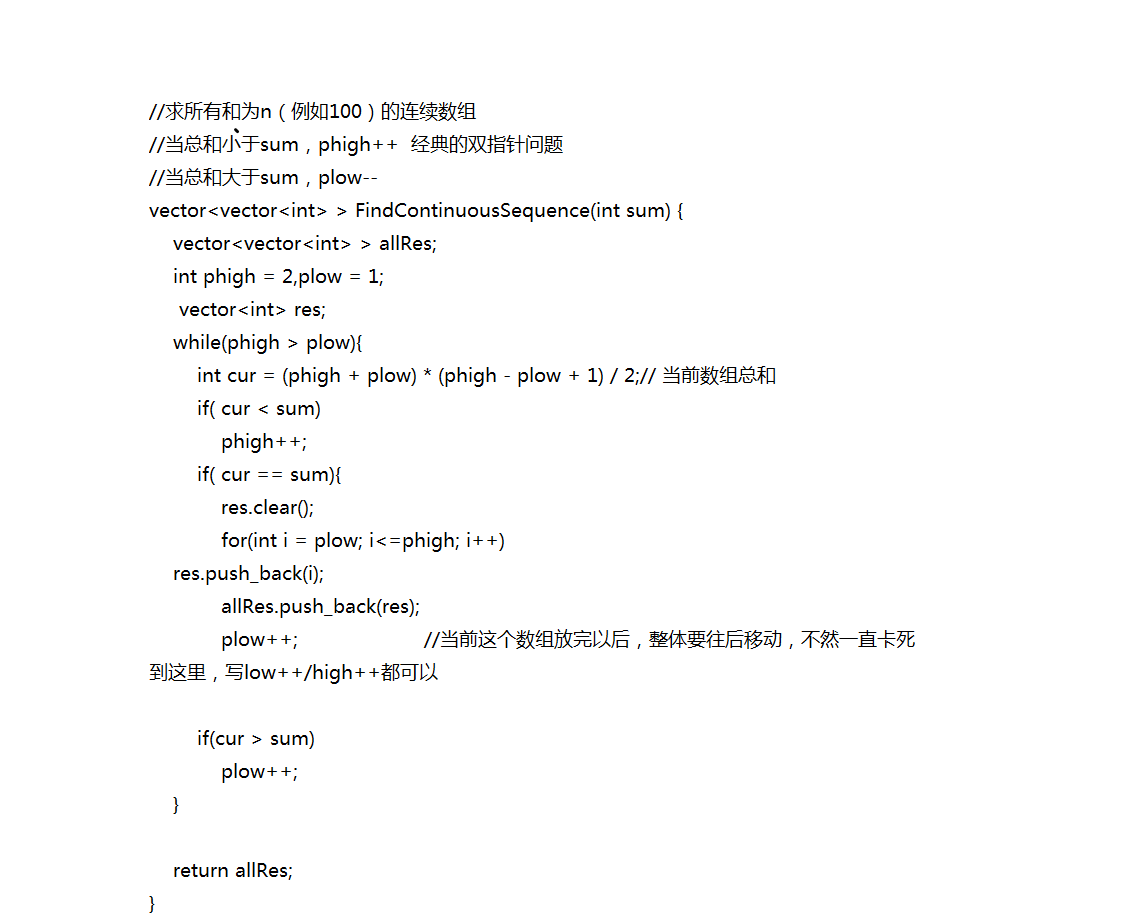 //求所有和为n（例如100）的连续数组
//当总和小于sum，phigh++  经典的双指针问题
//当总和大于sum，plow--
vector<vector<int> > FindContinuousSequence(int sum) {
    vector<vector<int> > allRes;
    int phigh = 2,plow = 1;
     vector<int> res;
    while(phigh > plow){
        int cur = (phigh + plow) * (phigh - plow + 1) / 2;// 当前数组总和
        if( cur < sum)
            phigh++;
        if( cur == sum){
            res.clear();
            for(int i = plow; i<=phigh; i++)
    res.push_back(i);
            allRes.push_back(res);
            plow++;                     //当前这个数组放完以后，整体要往后移动，不然一直卡死
到这里，写low++/high++都可以
        if(cur > sum)
            plow++;
    }
    return allRes;
}